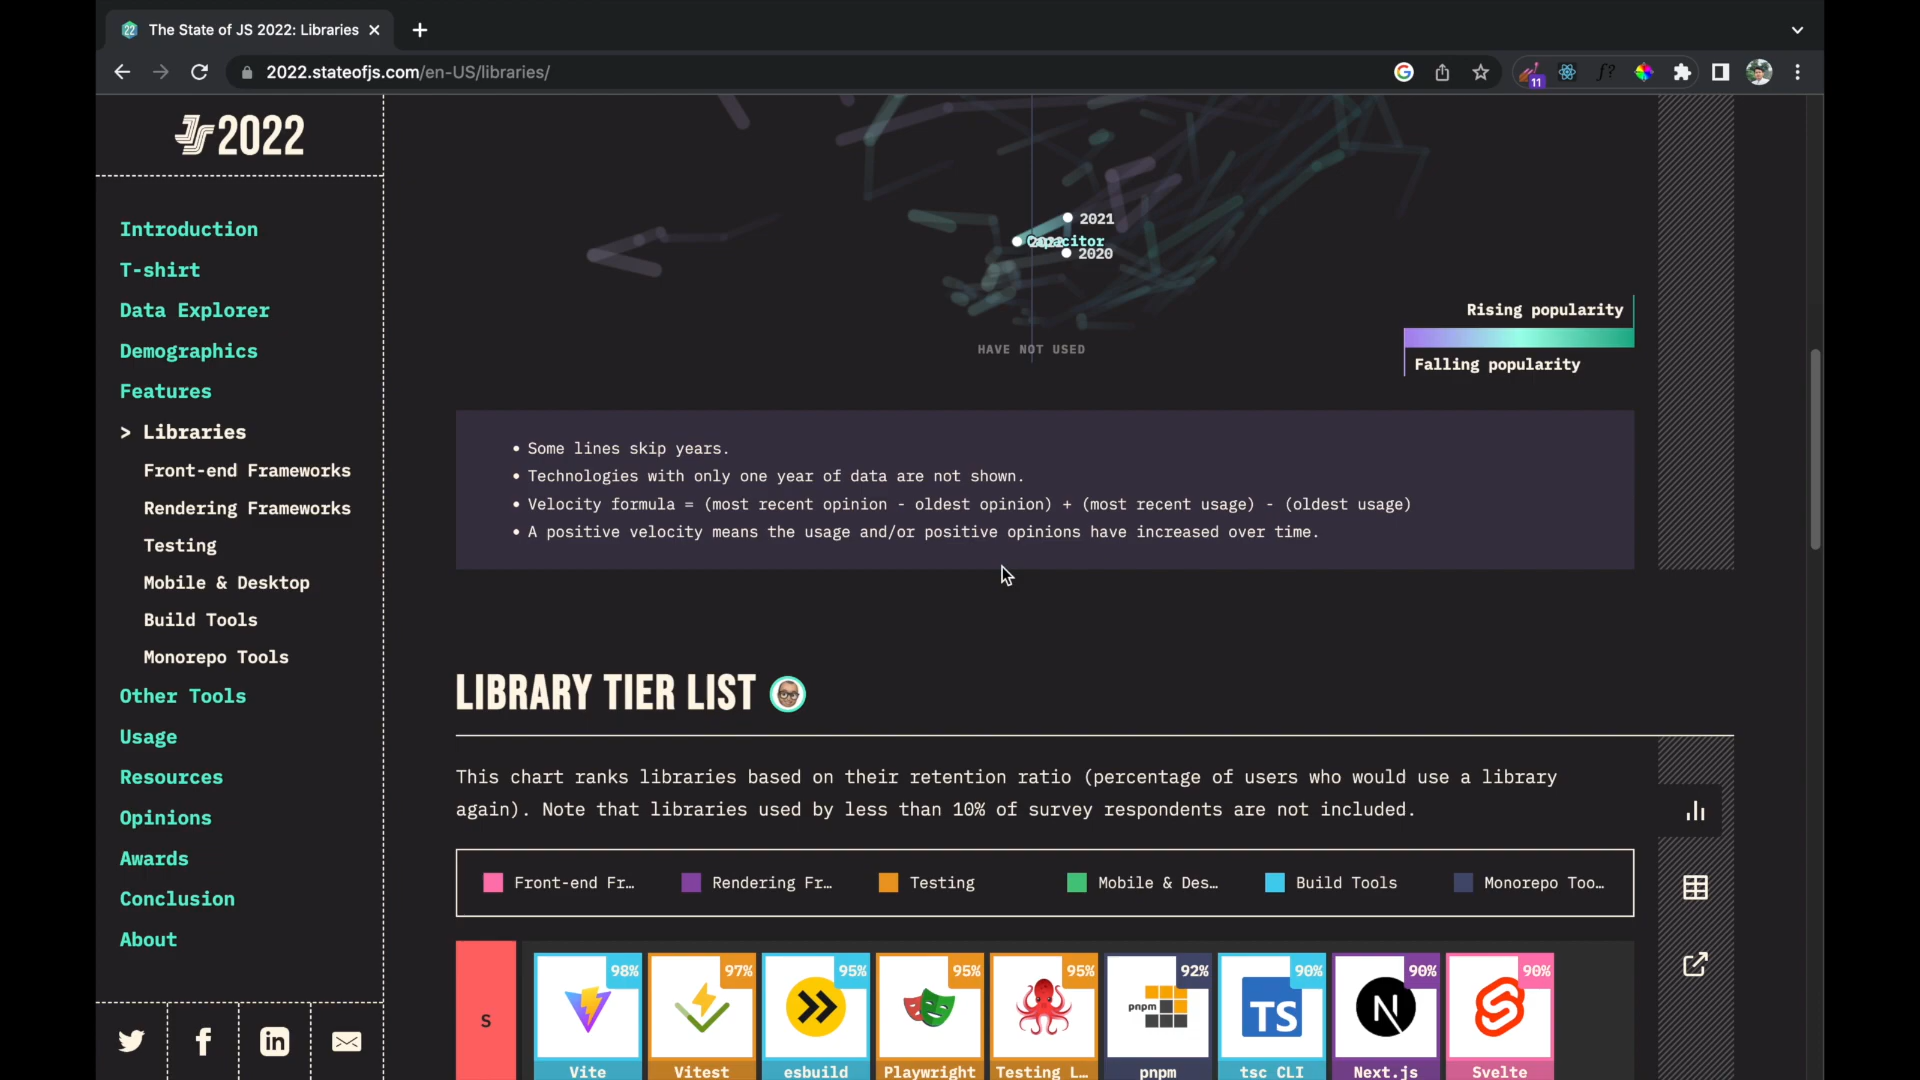 The State of JS 2022: Libraries
2022.stateofjs.com/en-US/libraries/
11
JS 2022
Introduction
T-shirt
Data Explorer
Demographics
Features
> Libraries
Front-end Frameworks
Rendering Frameworks
Testing
Mobile & Desktop
Build Tools
Monorepo Tools
Other Tools
Usage
Resources
Opinions
Awards
Conclusion
About
2021
Capacitor
2020
HAVE NOT USED
Rising popularity
Falling popularity
• Some lines skip years.
• Technologies with only one year of data are not shown.
• Velocity formula = (most recent opinion - oldest opinion) + (most recent usage) - (oldest usage)
• A positive velocity means the usage and/or positive opinions have increased over time.
LIBRARY TIER LIST
This chart ranks libraries based on their retention ratio (percentage of users who would use a library
again). Note that libraries used by less than 10% of survey respondents are not included.
Front-end Fr… Rendering Fr… Testing Mobile & Des… Build Tools Monorepo Too…
S
98% 97% 95% 95% 95% 92% 90% 90% 90%
pnpm TS N
Vite Vitest esbuild Playwright Testing L… pnpm tsc CLI Next.js Svelte